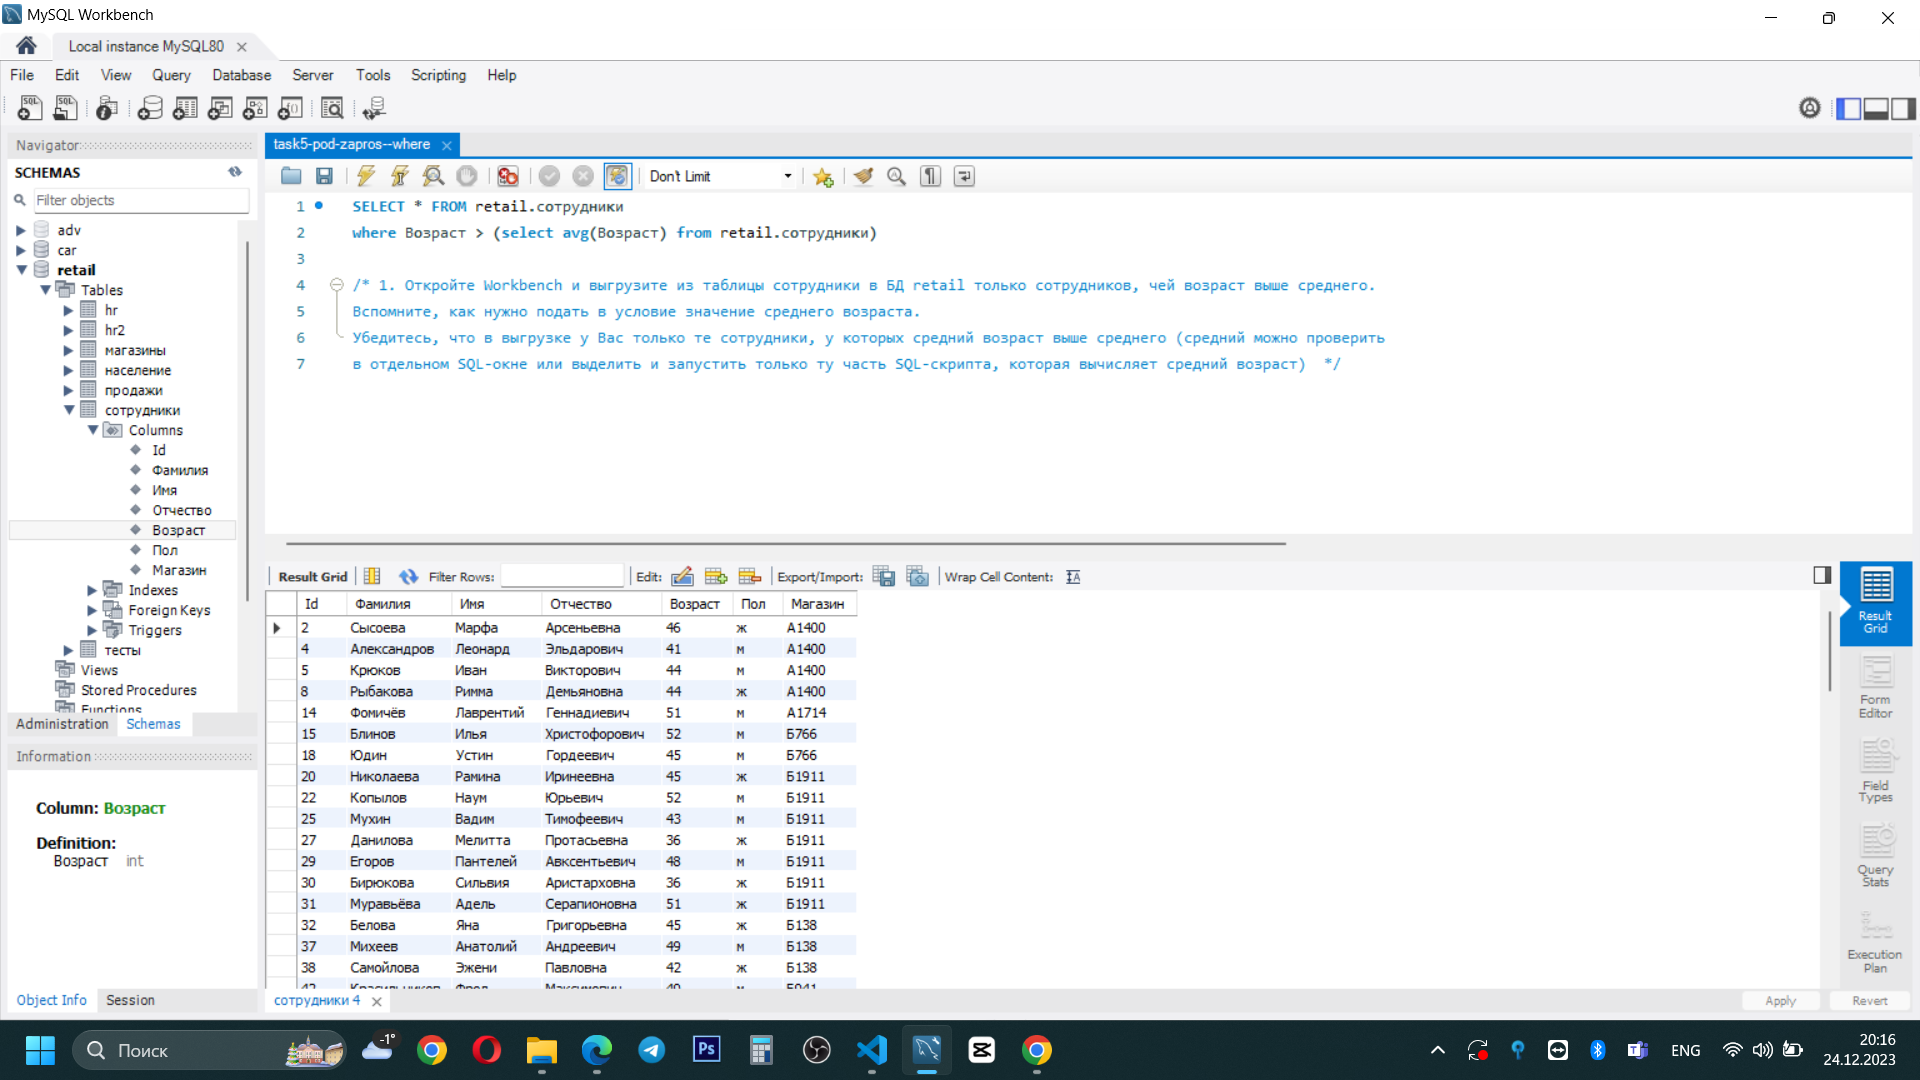 MySQL Workbench
Local instance MySQL80
File Edit View Query Database Server Tools Scripting Help
Navigator
SCHEMAS
Filter objects
adv
car
retail
Tables
hr
hr2
магазины
население
продажи
сотрудники
Columns
Id
Фамилия
Имя
Отчество
Возраст
Пол
Магазин
Indexes
Foreign Keys
Triggers
тесты
Views
Stored Procedures
Functions
Administration Schemas
Information
Column: Возраст
Definition:
Возраст int
Object Info Session
task5-pod-zapros--where
Don't Limit
1 SELECT * FROM retail.сотрудники
2 where Возраст > (select avg(Возраст) from retail.сотрудники)
3
4 /* 1. Откройте Workbench и выгрузите из таблицы сотрудники в БД retail только сотрудников, чей возраст выше среднего.
5 Вспомните, как нужно подать в условие значение среднего возраста.
6 Убедитесь, что в выгрузке у Вас только те сотрудники, у которых средний возраст выше среднего (средний можно проверить
7 в отдельном SQL-окне или выделить и запустить только ту часть SQL-скрипта, которая вычисляет средний возраст) */
Result Grid Filter Rows: Edit: Export/Import: Wrap Cell Content:
Id Фамилия Имя Отчество Возраст Пол Магазин
2 Сысоева Марфа Арсеньевна 46 ж А1400
4 Александров Леонард Эльдарович 41 м А1400
5 Крюков Иван Викторович 44 м А1400
8 Рыбакова Римма Демьяновна 44 ж А1400
14 Фомичёв Лаврентий Геннадиевич 51 м А1714
15 Блинов Илья Христофорович 52 м Б766
18 Юдин Устин Гордеевич 45 м Б766
20 Николаева Рамина Иринеевна 45 ж Б1911
22 Копылов Наум Юрьевич 52 м Б1911
25 Мухин Вадим Тимофеевич 43 м Б1911
27 Данилова Мелитта Протасьевна 36 ж Б1911
29 Егоров Пантелей Авксентьевич 48 м Б1911
30 Бирюкова Сильвия Аристарховна 36 ж Б1911
31 Муравьёва Адель Серапионовна 51 ж Б1911
32 Белова Яна Григорьевна 45 ж Б138
37 Михеев Анатолий Андреевич 49 м Б138
38 Самойлова Эжени Павловна 42 ж Б138
сотрудники 4
Apply Revert
Result
Grid
Form
Editor
Field
Types
Query
Stats
Execution
Plan
Поиск
-1°
Ps
ENG
20:16
24.12.2023